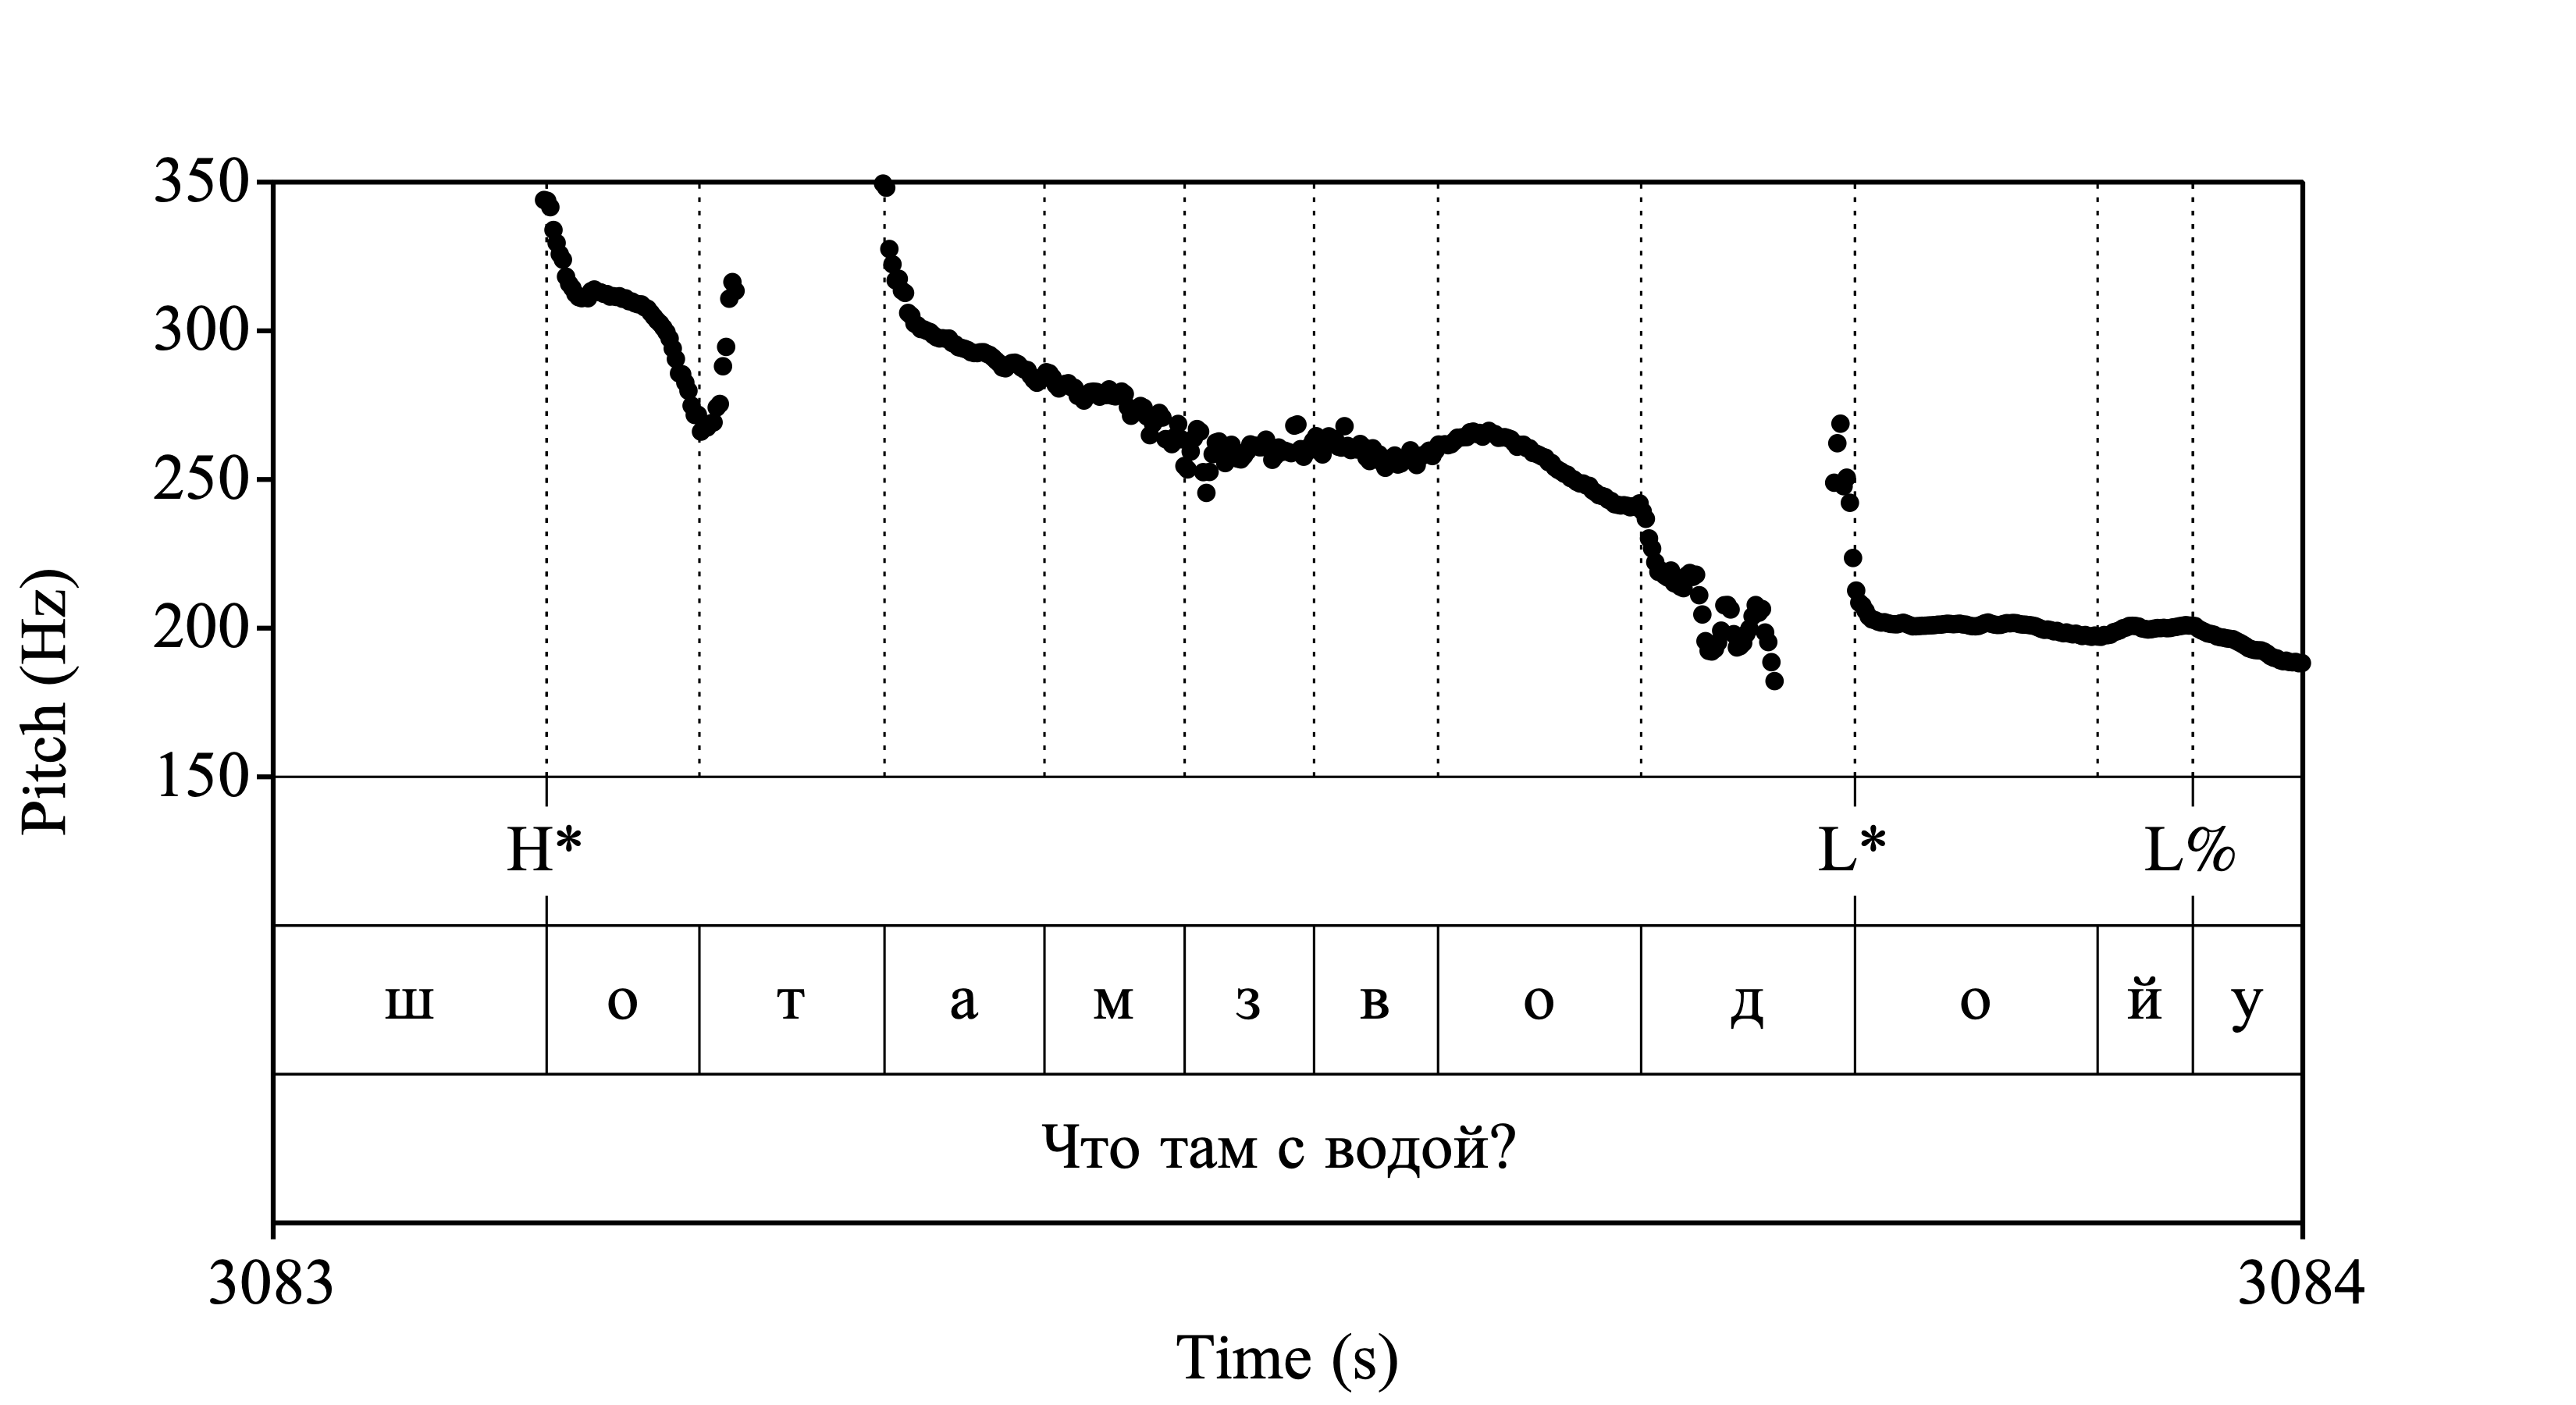 350
300
250
200
150
Pitch (Hz)
H* L* L%
ш о т а м з в о д о й у
Что там с водой?
3083 3084
Time (s)